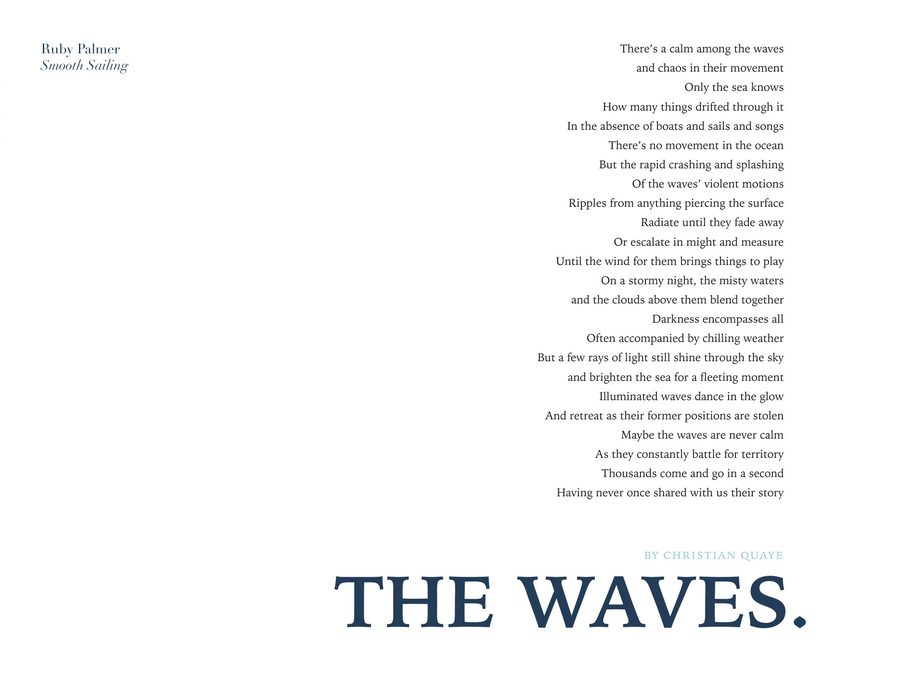 Ruby Palmer
Smooth Sailing
There's a calm among the waves
and chaos in their movement
Only the sea knows
How many things drifted through it
In the absence of boats and sails and songs
There's no movement in the ocean
But the rapid crashing and splashing
Of the waves' violent motions
Ripples from anything piercing the surface
Radiate until they fade away
Or escalate in might and measure
Until the wind for them brings things to play
On a stormy night, the misty waters
and the clouds above them blend together
Darkness encompasses all
Often accompanied by chilling weather
But a few rays of light still shine through the sky
and brighten the sea for a fleeting moment
Illuminated waves dance in the glow
And retreat as their former positions are stolen
Maybe the waves are never calm
As they constantly battle for territory
Thousands come and go in a second
Having never once shared with us their story
BY CHRISTIAN QUAYE
THE WAVES.